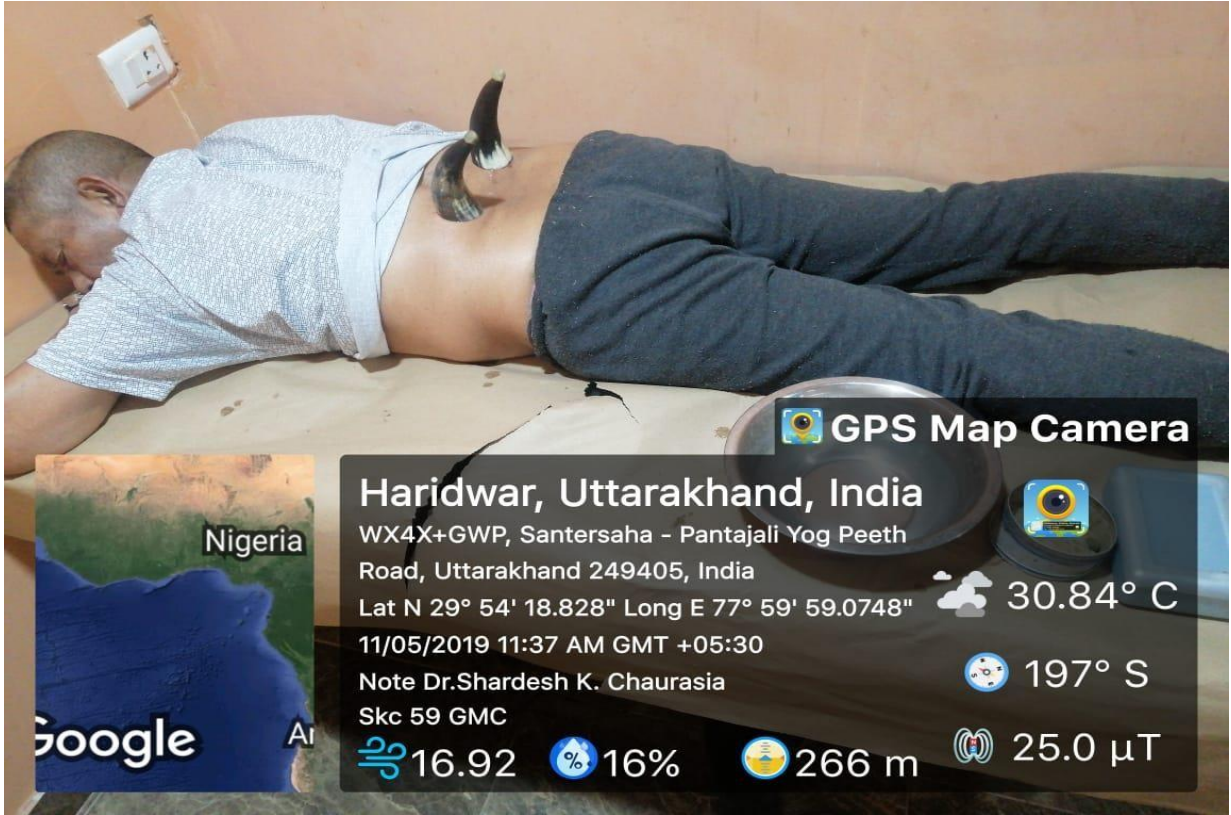 GPS Map Camera
Haridwar, Uttarakhand, India
WX4X+GWP, Santersaha - Pantajali Yog Peeth
Road, Uttarakhand 249405, India
Lat N 29° 54' 18.828" Long E 77° 59' 59.0748"
11/05/2019 11:37 AM GMT +05:30
Note Dr.Shardesh K. Chaurasia
Skc 59 GMC
16.92 16% 266 m
30.84° C
197° S
25.0 µT
Nigeria
Google